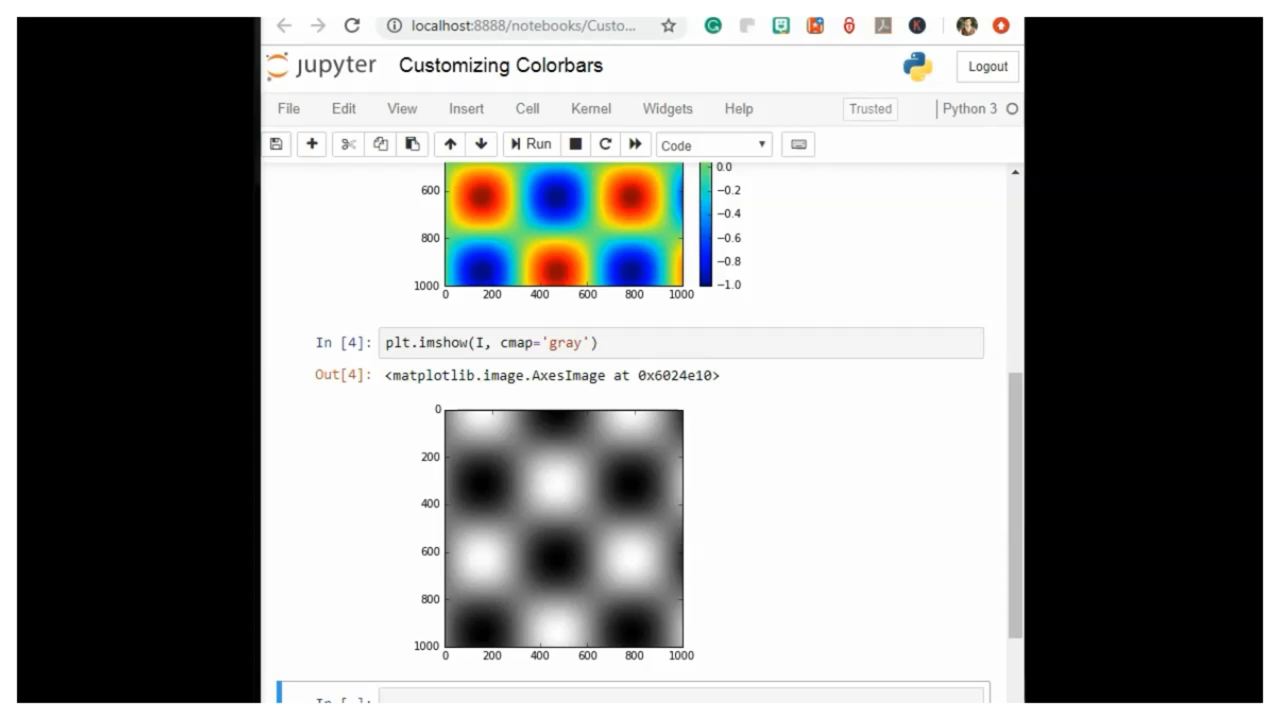 localhost:8888/notebooks/Custo...
jupyter Customizing Colorbars
Logout
File Edit View Insert Cell Kernel Widgets Help Trusted Python 3
Run Code
0.0
600
−0.2
−0.4
800
−0.6
−0.8
1000
−1.0
0 200 400 600 800 1000
In [4]: plt.imshow(I, cmap='gray')
Out[4]: <matplotlib.image.AxesImage at 0x6024e10>
0
200
400
600
800
1000
0 200 400 600 800 1000
In [ ]: